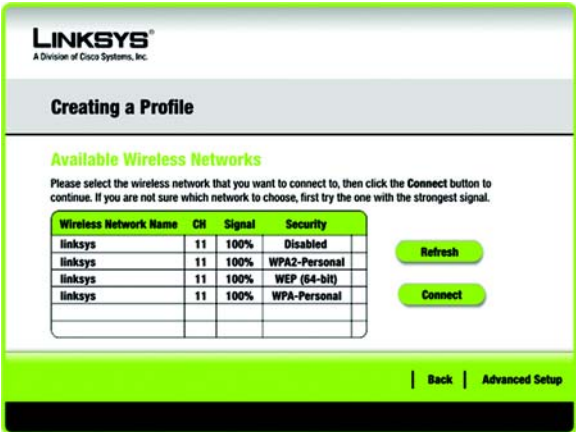 LINKSYS®
A Division of Cisco Systems, Inc.
Creating a Profile
Available Wireless Networks
Please select the wireless network that you want to connect to, then click the Connect button to
continue. If you are not sure which network to choose, first try the one with the strongest signal.
Wireless Network Name CH Signal Security
linksys 11 100% Disabled
linksys 11 100% WPA2-Personal
linksys 11 100% WEP (64-bit)
linksys 11 100% WPA-Personal
Refresh
Connect
Back Advanced Setup